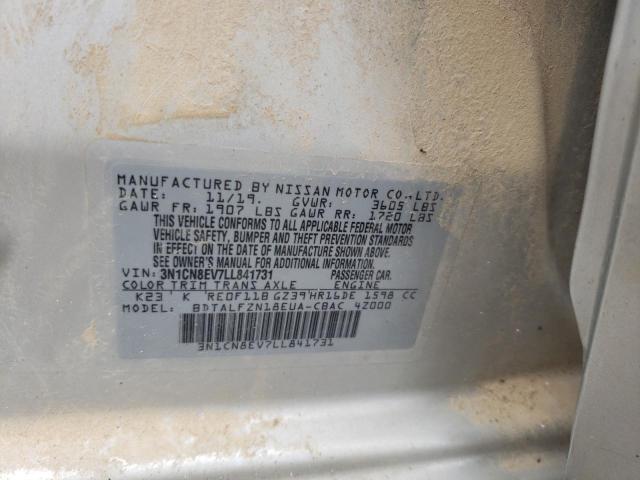 MANUFACTURED BY NISSAN MOTOR CO., LTD.
DATE: 11/19. GVWR: 3605 LBS
GAWR FR: 1907 LBS GAWR RR: 1720 LBS
THIS VEHICLE CONFORMS TO ALL APPLICABLE FEDERAL MOTOR
VEHICLE SAFETY, BUMPER AND THEFT PREVENTION STANDARDS
IN EFFECT ON THE DATE OF MANUFACTURE SHOWN ABOVE.
SEE OWNER'S MANUAL FOR ADDITIONAL INFORMATION.
VIN: 3N1CN8EV7LL841731 PASSENGER CAR.
COLOR TRIM TRANS AXLE ENGINE
K23 K RE0F11B GZ39 HR16DE 1598 CC
MODEL: BDTALFZN18EUA-CBAC 4Z000
3N1CN8EV7LL841731